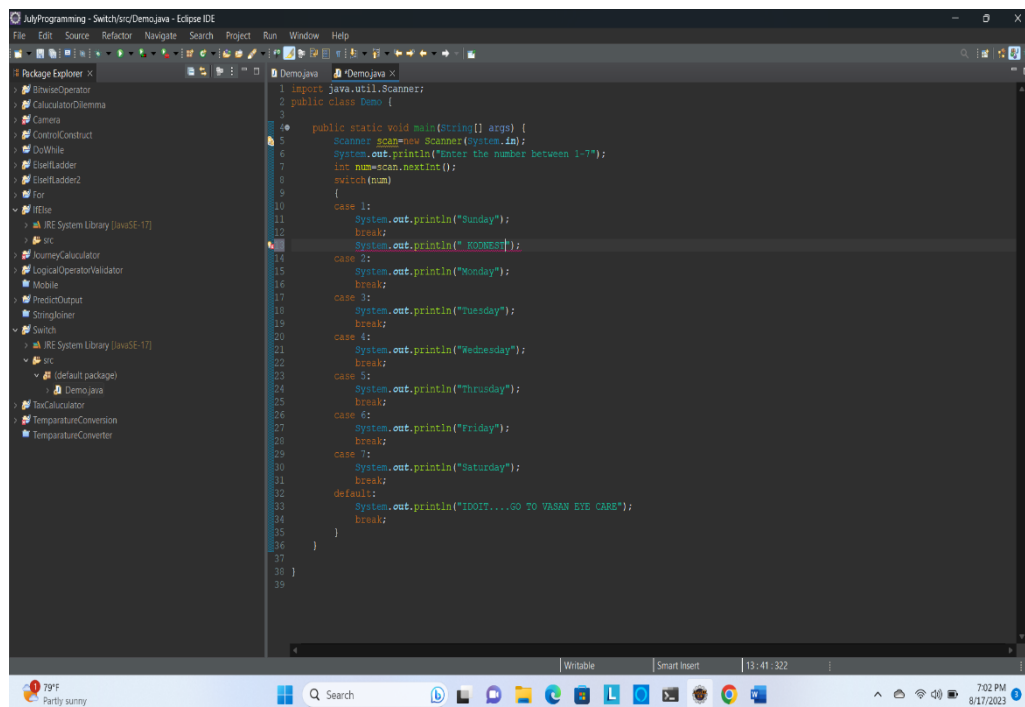 JulyProgramming - Switch/src/Demo.java - Eclipse IDE
File Edit Source Refactor Navigate Search Project Run Window Help
Package Explorer
BitwiseOperator
CaluculatorDilemma
Camera
ControlConstruct
DoWhile
ElseIfLadder
ElseIfLadder2
For
IfElse
JRE System Library [JavaSE-17]
src
JourneyCaluculator
LogicalOperatorValidator
Mobile
PredictOutput
StringJoiner
Switch
JRE System Library [JavaSE-17]
src
(default package)
Demo.java
TaxCaluculator
TemparatureConversion
TemparatureConverter
Demo.java *Demo.java
1 import java.util.Scanner;
2 public class Demo {
3
4 public static void main(String[] args) {
5 Scanner scan=new Scanner(System.in);
6 System.out.println("Enter the number between 1-7");
7 int num=scan.nextInt();
8 switch(num)
9 {
10 case 1:
11 System.out.println("Sunday");
12 break;
System.out.println(" KODNEST");
14 case 2:
15 System.out.println("Monday");
16 break;
17 case 3:
18 System.out.println("Tuesday");
19 break;
20 case 4:
21 System.out.println("Wednesday");
22 break;
23 case 5:
24 System.out.println("Thrusday");
25 break;
26 case 6:
27 System.out.println("Friday");
28 break;
29 case 7:
30 System.out.println("Saturday");
31 break;
32 default:
33 System.out.println("IDOIT....GO TO VASAN EYE CARE");
34 break;
35 }
36 }
37
38 }
39
Writable Smart Insert 13 : 41 : 322
1
79°F
Partly sunny
Search
7:02 PM
8/17/2023
3